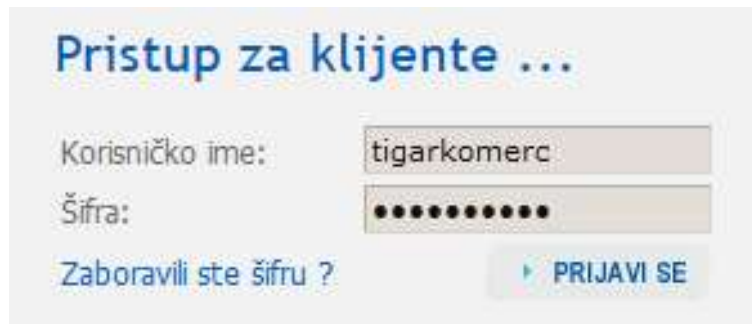 Pristup za klijente ...
Korisničko ime: tigarkomerc
Šifra: ••••••••••
Zaboravili ste šifru ? PRIJAVI SE